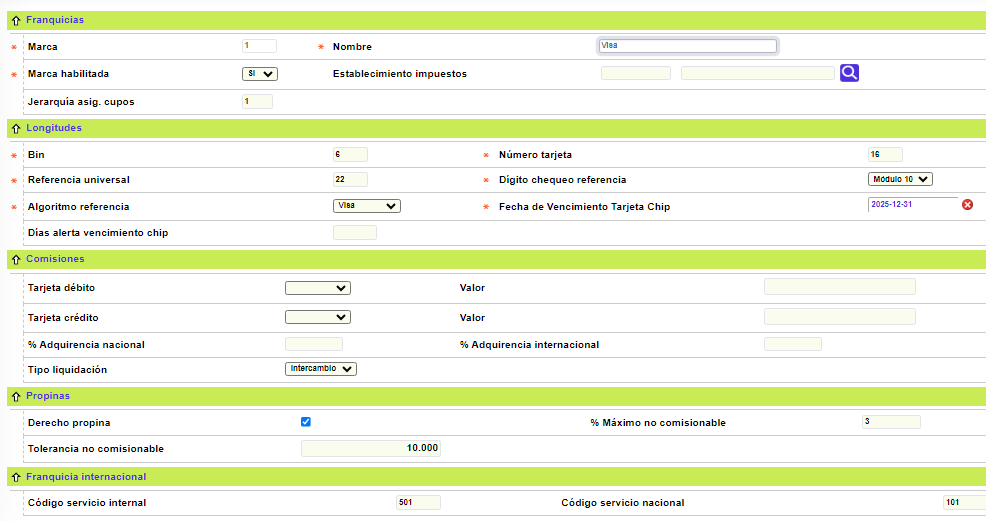 Franquicias
* Marca 1 * Nombre Visa
* Marca habilitada SI Establecimiento impuestos
Jerarquía asig. cupos 1
Longitudes
* Bin 6 * Número tarjeta 16
* Referencia universal 22 * Dígito chequeo referencia Módulo 10
* Algoritmo referencia Visa * Fecha de Vencimiento Tarjeta Chip 2025-12-31
Días alerta vencimiento chip
Comisiones
Tarjeta débito Valor
Tarjeta crédito Valor
% Adquirencia nacional % Adquirencia internacional
Tipo liquidación Intercambio
Propinas
Derecho propina % Máximo no comisionable 3
Tolerancia no comisionable 10.000
Franquicia internacional
Código servicio internal 501 Código servicio nacional 101